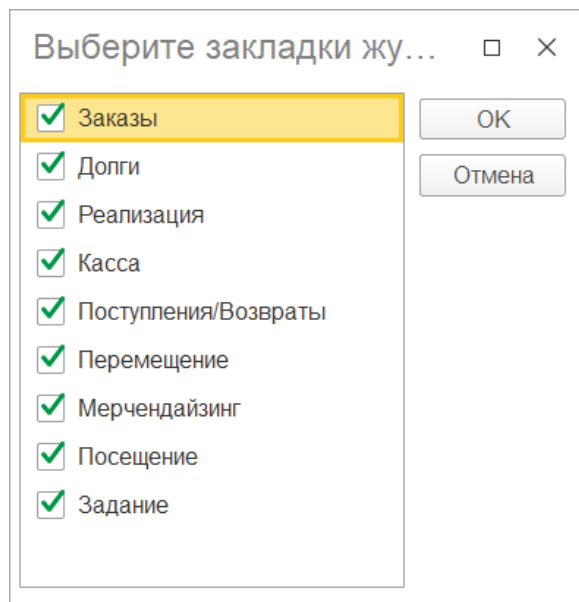 Выберите закладки жу...
Заказы
Долги
Реализация
Касса
Поступления/Возвраты
Перемещение
Мерчендайзинг
Посещение
Задание
OK
Отмена